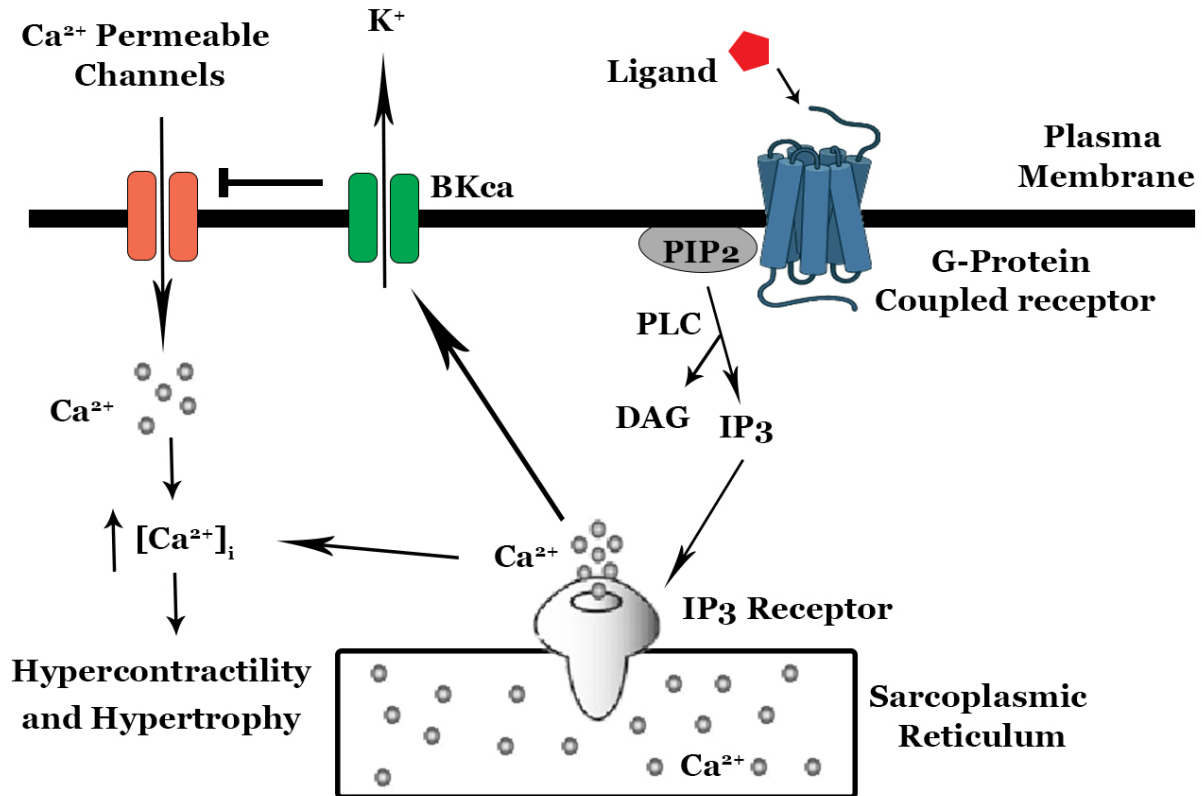 Ca²⁺ Permeable
Channels
K⁺
Ligand
Plasma
Membrane
BKca
PIP2
G-Protein
Coupled receptor
PLC
DAG
IP3
Ca²⁺
[Ca²⁺]ᵢ
Ca²⁺
IP3 Receptor
Hypercontractility
and Hypertrophy
Sarcoplasmic
Reticulum
Ca²⁺